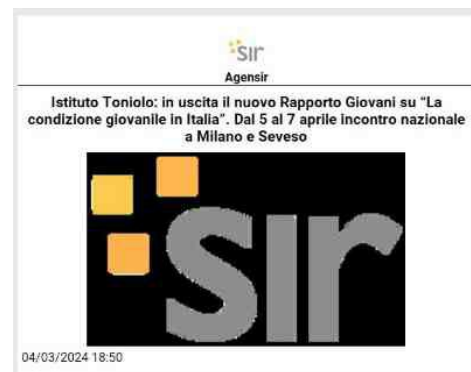 sir
Agensir
Istituto Toniolo: in uscita il nuovo Rapporto Giovani su “La
condizione giovanile in Italia”. Dal 5 al 7 aprile incontro nazionale
a Milano e Seveso
sir
04/03/2024 18:50